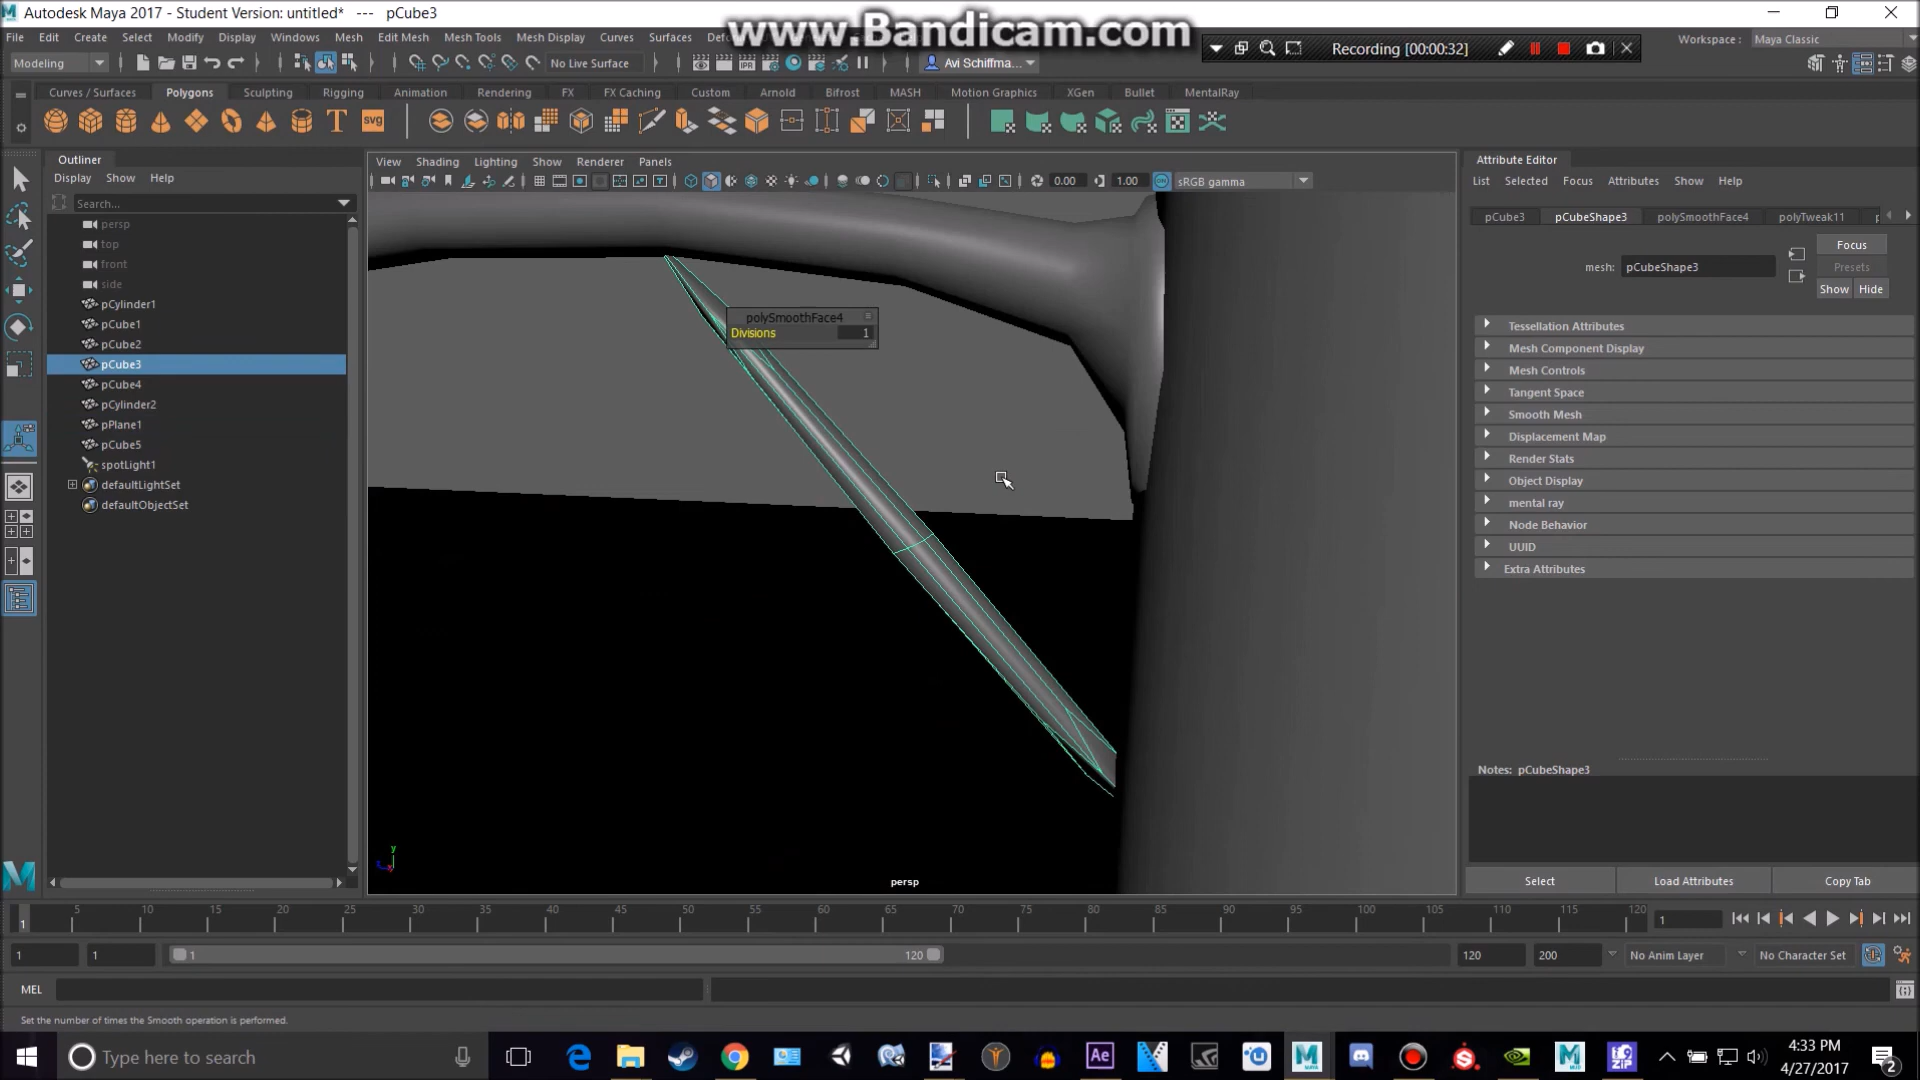 Autodesk Maya 2017 - Student Version: untitled* --- pCube3
www.Bandicam.com
Recording [00:00:32]
File Edit Create Select Modify Display Windows Mesh Edit Mesh Mesh Tools Mesh Display Curves Surfaces
Workspace : Maya Classic
Modeling No Live Surface IPR Avi Schiffma...
Curves / Surfaces Polygons Sculpting Rigging Animation Rendering FX FX Caching Custom Arnold Bifrost MASH Motion Graphics XGen Bullet MentalRay
T SVG
Outliner
Display Show Help
Search...
persp
top
front
side
pCylinder1
pCube1
pCube2
pCube3
pCube4
pCylinder2
pPlane1
pCube5
spotLight1
defaultLightSet
defaultObjectSet
View Shading Lighting Show Renderer Panels
0.00 1.00 sRGB gamma
polySmoothFace4
Divisions 1
y
persp
Attribute Editor
List Selected Focus Attributes Show Help
pCube3 pCubeShape3 polySmoothFace4 polyTweak11
mesh: pCubeShape3
Focus
Presets
Show Hide
Tessellation Attributes
Mesh Component Display
Mesh Controls
Tangent Space
Smooth Mesh
Displacement Map
Render Stats
Object Display
mental ray
Node Behavior
UUID
Extra Attributes
Notes: pCubeShape3
Select Load Attributes Copy Tab
1 5 10 15 20 25 30 35 40 45 50 55 60 65 70 75 80 85 90 95 100 105 110 115 120 1
1 1 1 120 120 200 No Anim Layer No Character Set
MEL
Set the number of times the Smooth operation is performed.
Type here to search
Ae
4:33 PM
4/27/2017
2